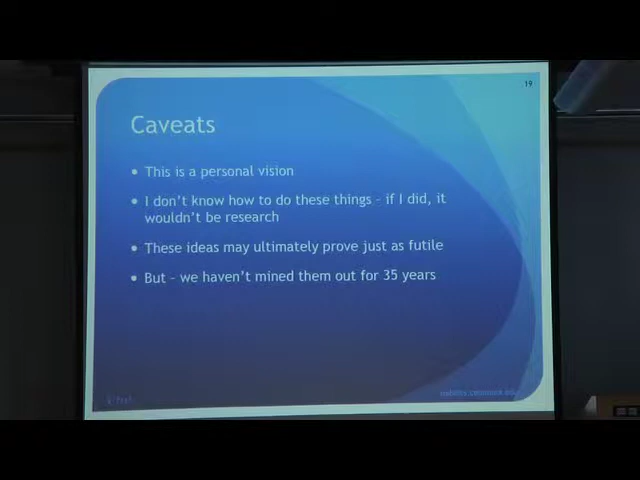 19
Caveats
• This is a personal vision
• I don't know how to do these things – if I did, it
wouldn't be research
• These ideas may ultimately prove just as futile
• But – we haven't mined them out for 35 years